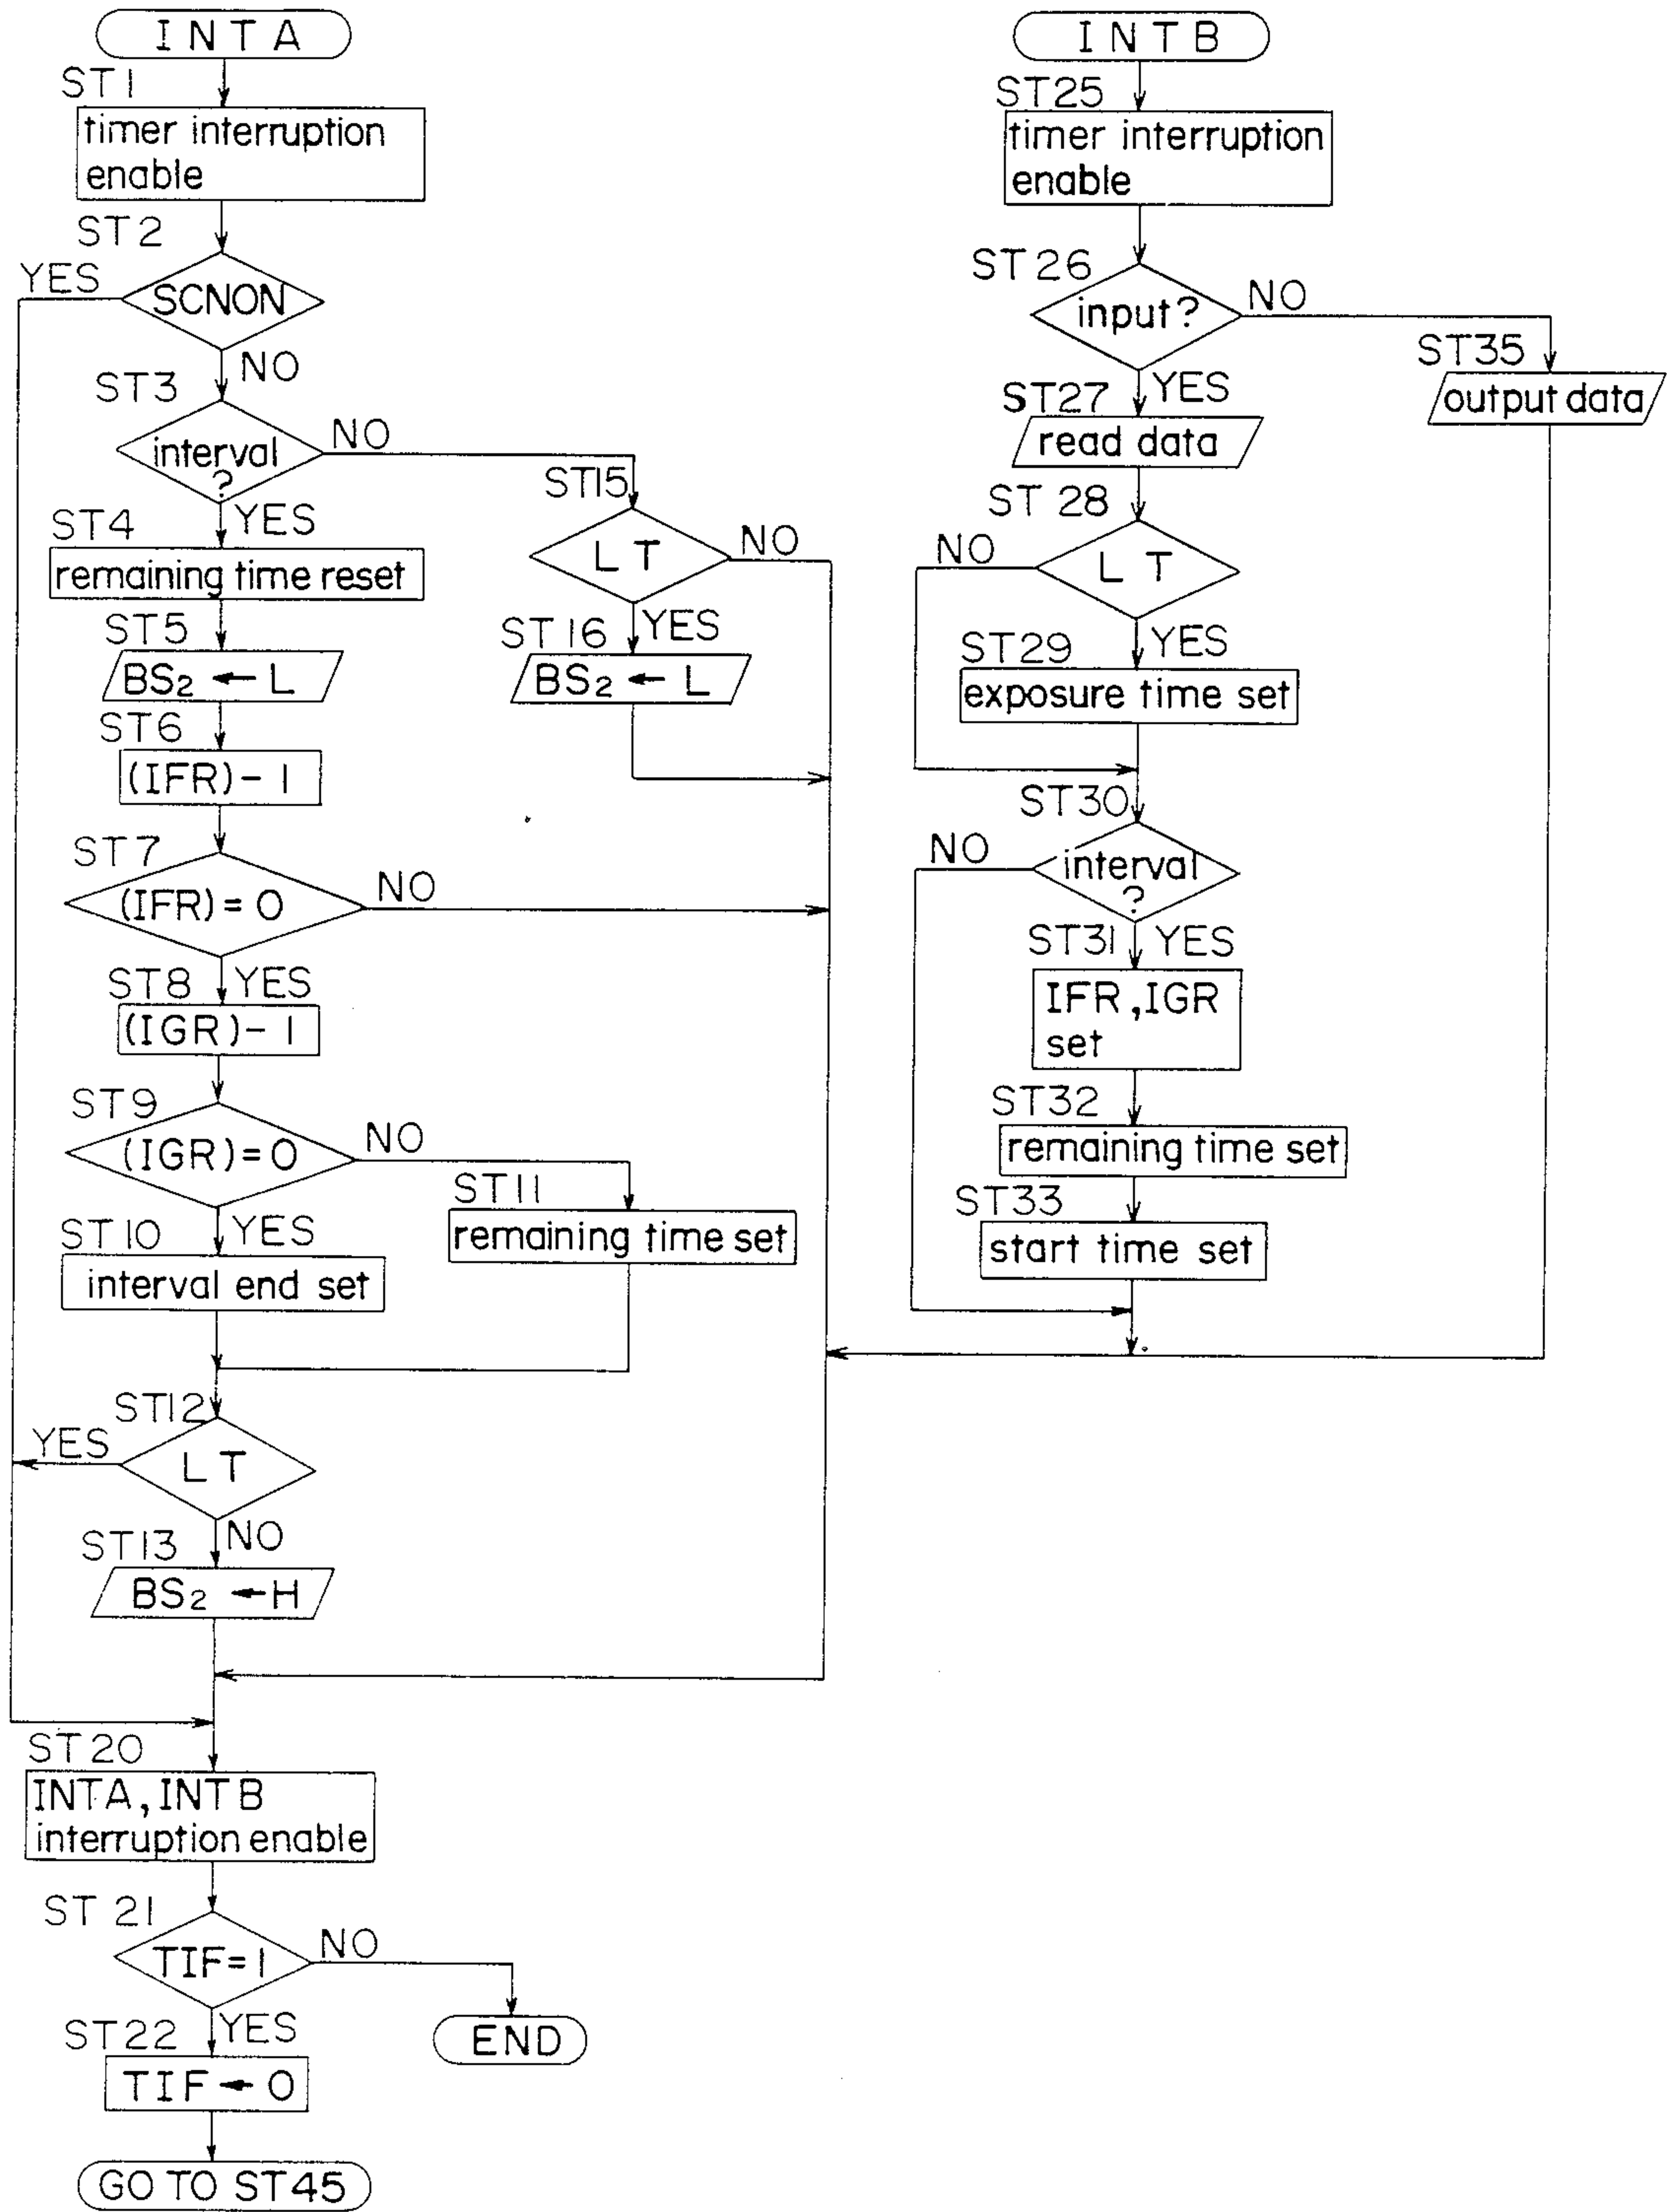 INTA
ST1
timer interruption
enable
ST2
SCNON
YES
NO
ST3
interval
?
NO
YES
ST4
remaining time reset
ST5
BS2 ← L
ST6
(IFR)-1
ST7
(IFR)=0
NO
YES
ST8
(IGR)-1
ST9
(IGR)=0
NO
YES
ST10
interval end set
ST11
remaining time set
ST12
LT
YES
NO
ST13
BS2 ← H
ST15
LT
NO
YES
ST16
BS2 ← L
ST20
INTA, INTB
interruption enable
ST21
TIF=1
NO
END
YES
ST22
TIF ← 0
GO TO ST45
INTB
ST25
timer interruption
enable
ST26
input?
NO
YES
ST35
output data
ST27
read data
ST28
LT
NO
YES
ST29
exposure time set
ST30
interval
?
NO
YES
ST31
IFR, IGR
set
ST32
remaining time set
ST33
start time set